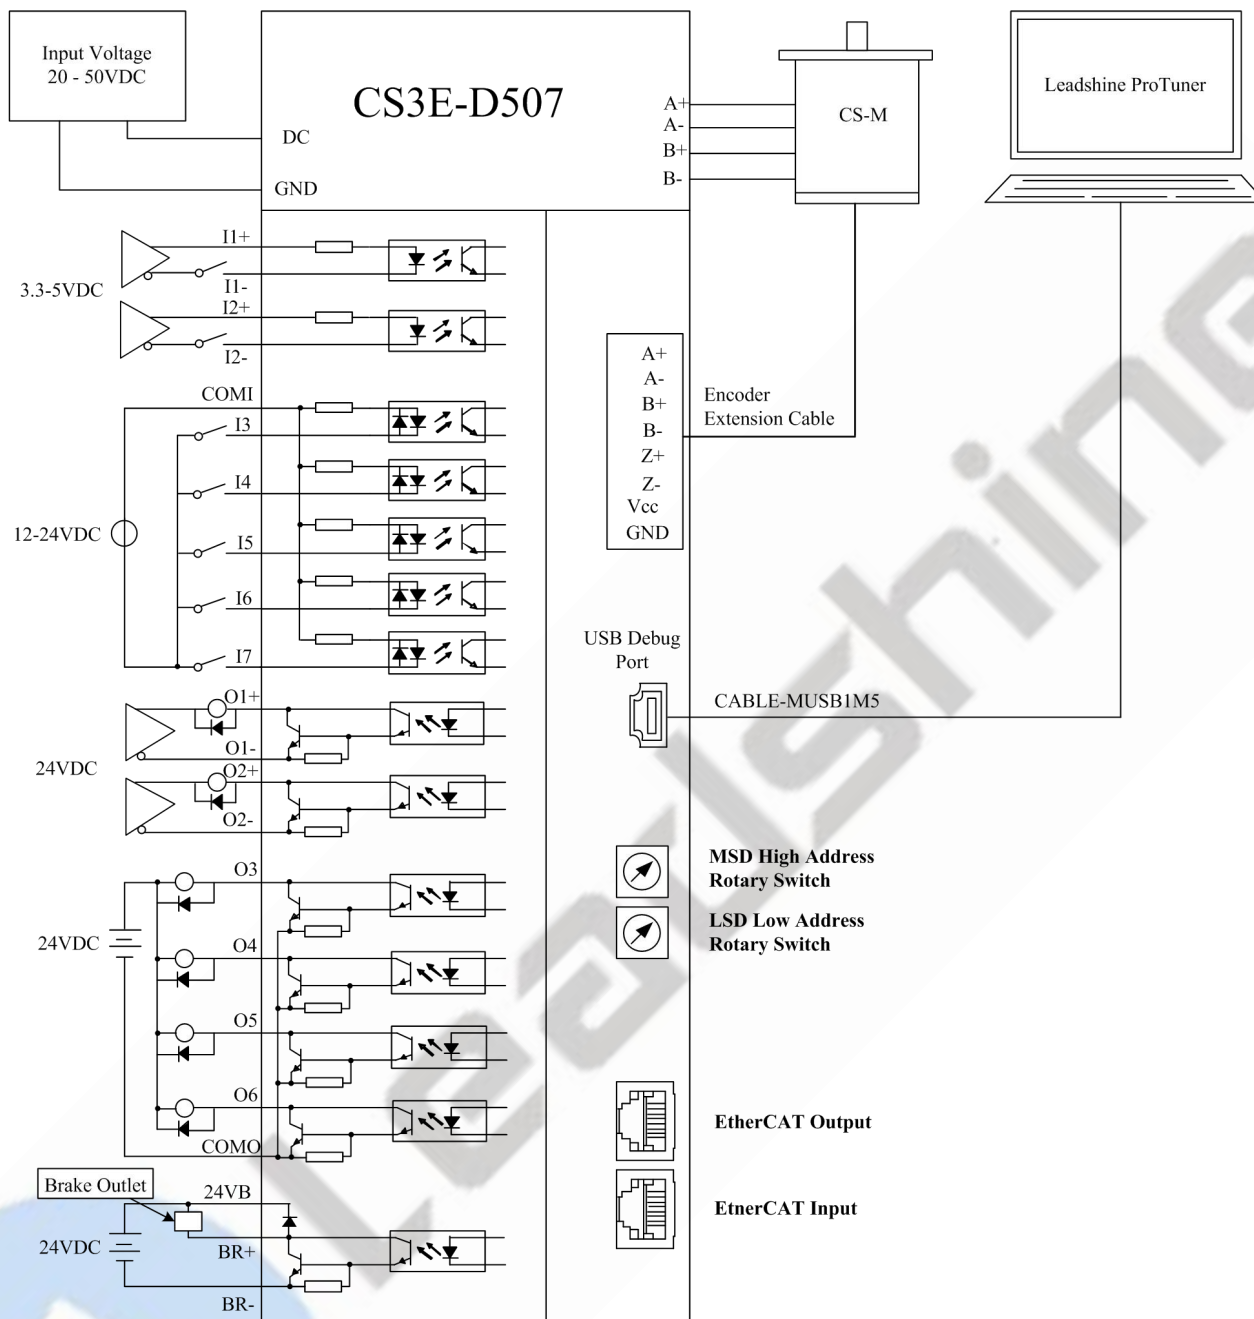 Input Voltage
20 - 50VDC
CS3E-D507
DC
GND
A+
A-
B+
B-
CS-M
Leadshine ProTuner
I1+
3.3-5VDC
I1-
I2+
I2-
COMI
I3
I4
12-24VDC
I5
I6
I7
A+
A-
B+
B-
Z+
Z-
Vcc
GND
Encoder
Extension Cable
USB Debug
Port
CABLE-MUSB1M5
O1+
O1-
24VDC
O2+
O2-
MSD High Address
Rotary Switch
LSD Low Address
Rotary Switch
O3
24VDC
O4
O5
O6
COMO
EtherCAT Output
EtnerCAT Input
Brake Outlet
24VB
24VDC
BR+
BR-
Leadshine